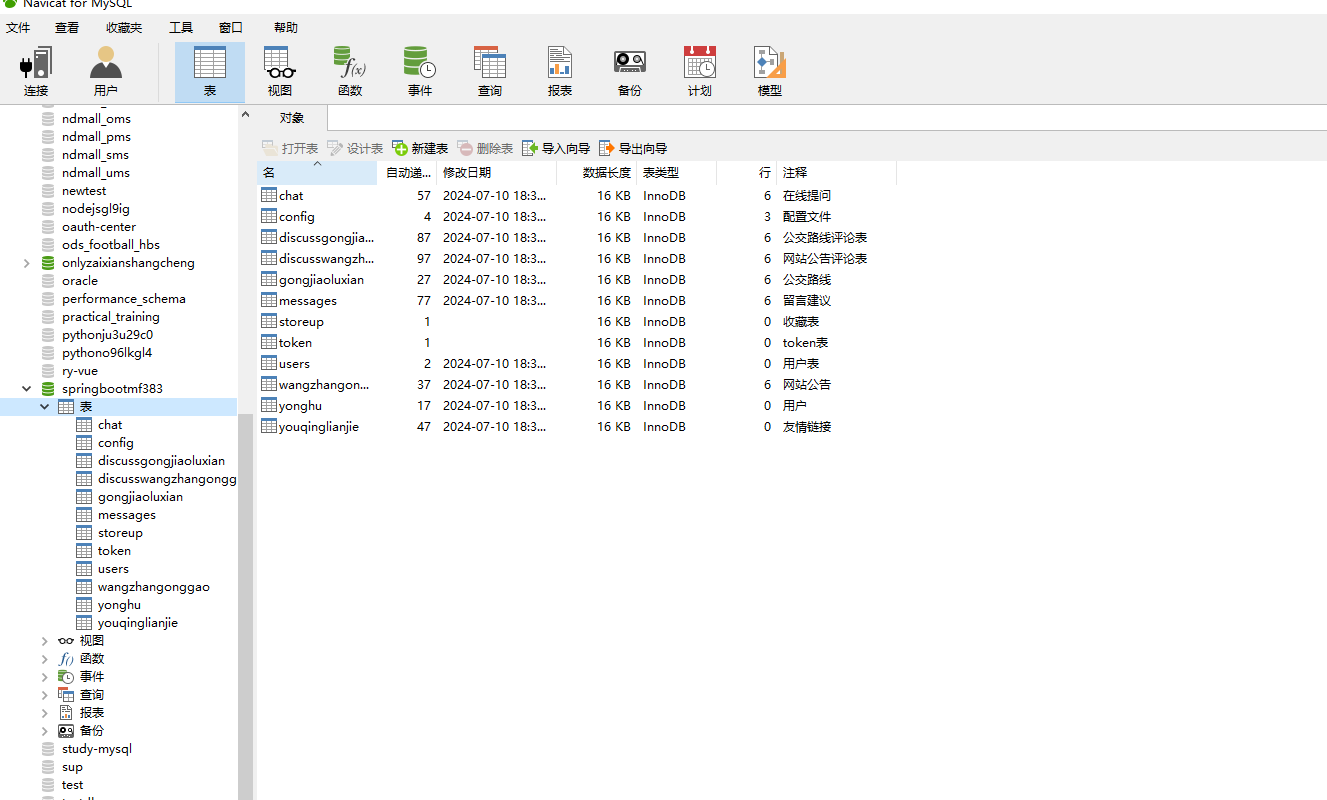 Navicat for MySQL
文件 查看 收藏夹 工具 窗口 帮助
连接 用户 表 视图 函数 事件 查询 报表 备份 计划 模型
ndmall_oms
ndmall_pms
ndmall_sms
ndmall_ums
newtest
nodejsgl9ig
oauth-center
ods_football_hbs
onlyzaixianshangcheng
oracle
performance_schema
practical_training
pythonju3u29c0
pythono96lkgl4
ry-vue
springbootmf383
表
chat
config
discussgongjiaoluxian
discusswangzhangongg
gongjiaoluxian
messages
storeup
token
users
wangzhangonggao
yonghu
youqinglianjie
视图
函数
事件
查询
报表
备份
study-mysql
sup
test
对象
打开表 设计表 新建表 删除表 导入向导 导出向导
名 自动递... 修改日期 数据长度 表类型 行 注释
chat 57 2024-07-10 18:3... 16 KB InnoDB 6 在线提问
config 4 2024-07-10 18:3... 16 KB InnoDB 3 配置文件
discussgongjia... 87 2024-07-10 18:3... 16 KB InnoDB 6 公交路线评论表
discusswangzh... 97 2024-07-10 18:3... 16 KB InnoDB 6 网站公告评论表
gongjiaoluxian 27 2024-07-10 18:3... 16 KB InnoDB 6 公交路线
messages 77 2024-07-10 18:3... 16 KB InnoDB 6 留言建议
storeup 1 16 KB InnoDB 0 收藏表
token 1 16 KB InnoDB 0 token表
users 2 2024-07-10 18:3... 16 KB InnoDB 0 用户表
wangzhangon... 37 2024-07-10 18:3... 16 KB InnoDB 6 网站公告
yonghu 17 2024-07-10 18:3... 16 KB InnoDB 0 用户
youqinglianjie 47 2024-07-10 18:3... 16 KB InnoDB 0 友情链接